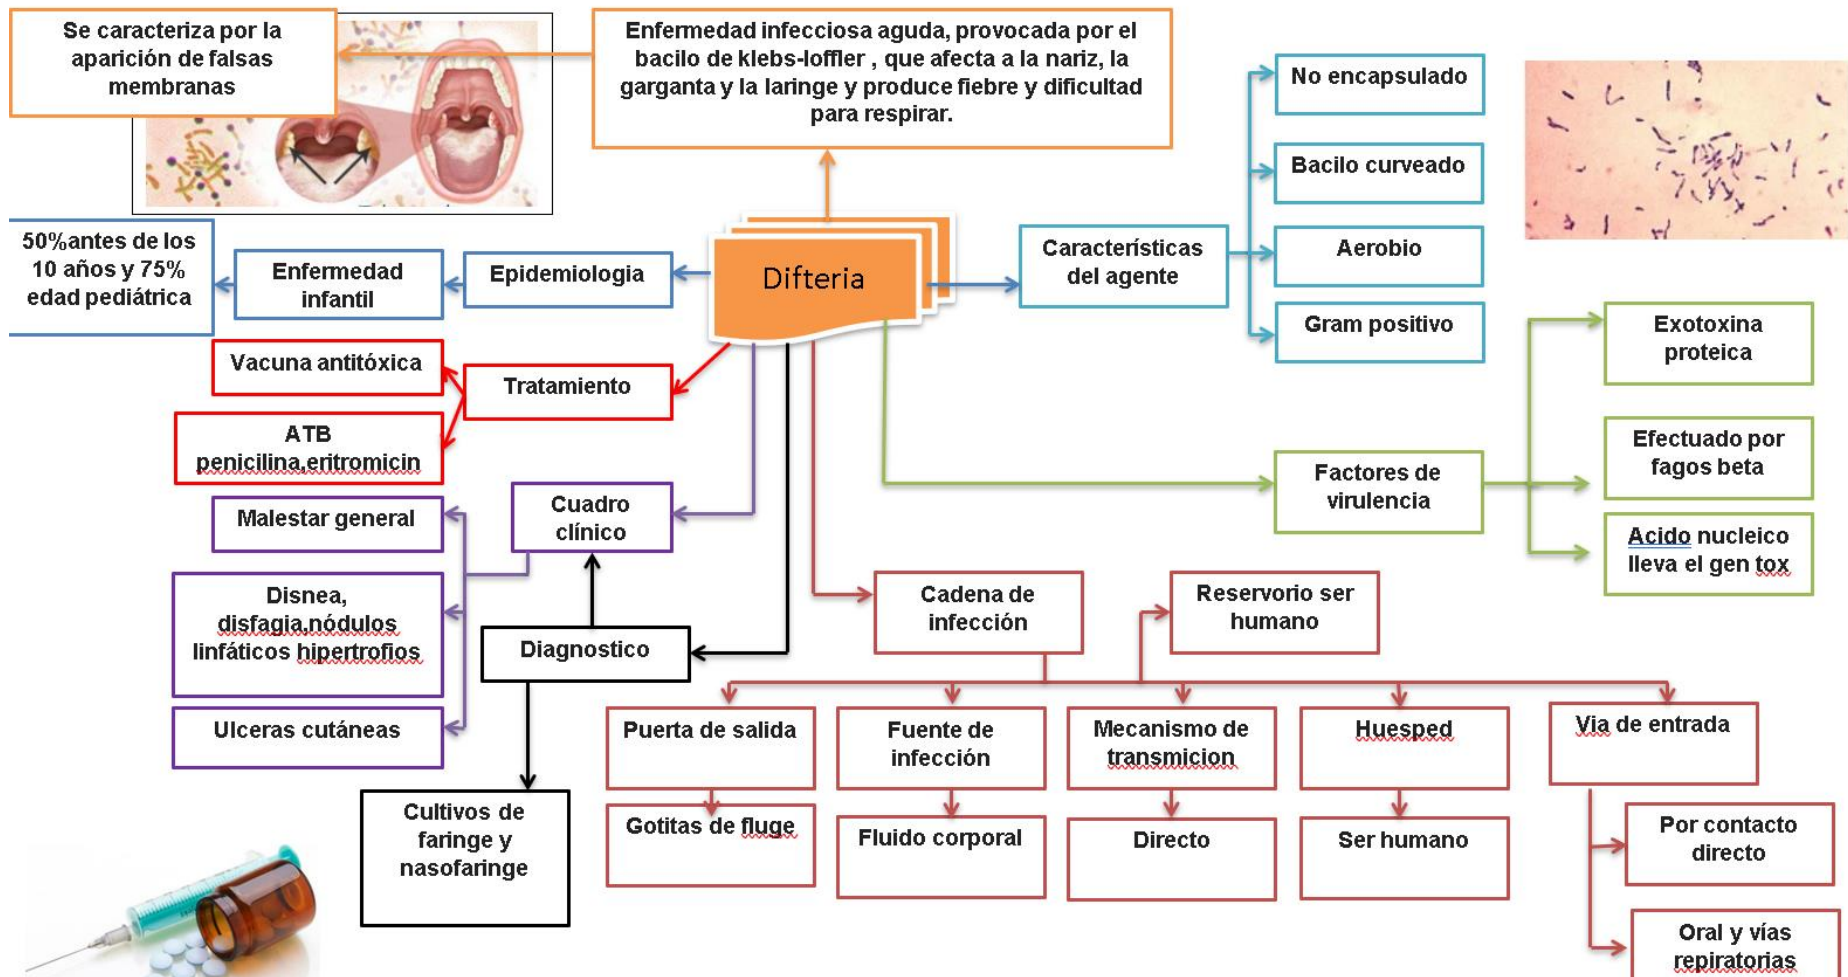 Se caracteriza por la
aparición de falsas
membranas
Enfermedad infecciosa aguda, provocada por el
bacilo de klebs-loffler , que afecta a la nariz, la
garganta y la laringe y produce fiebre y dificultad
para respirar.
No encapsulado
Bacilo curveado
Aerobio
Gram positivo
Característícas
del agente
Difteria
Epidemiologia
Enfermedad
infantil
50%antes de los
10 años y 75%
edad pediátrica
Vacuna antitóxica
Tratamiento
ATB
penicilina,eritromicin
Exotoxina
proteica
Efectuado por
fagos beta
Acido nucleico
lleva el gen tox
Factores de
virulencia
Cuadro
clínico
Malestar general
Disnea,
disfagia,nódulos
linfáticos hipertrofios
Ulceras cutáneas
Diagnostico
Cultivos de
faringe y
nasofaringe
Cadena de
infección
Reservorio ser
humano
Puerta de salida
Fuente de
infección
Mecanismo de
transmicion
Huesped
Via de entrada
Gotitas de fluge
Fluido corporal
Directo
Ser humano
Por contacto
directo
Oral y vías
repiratorias